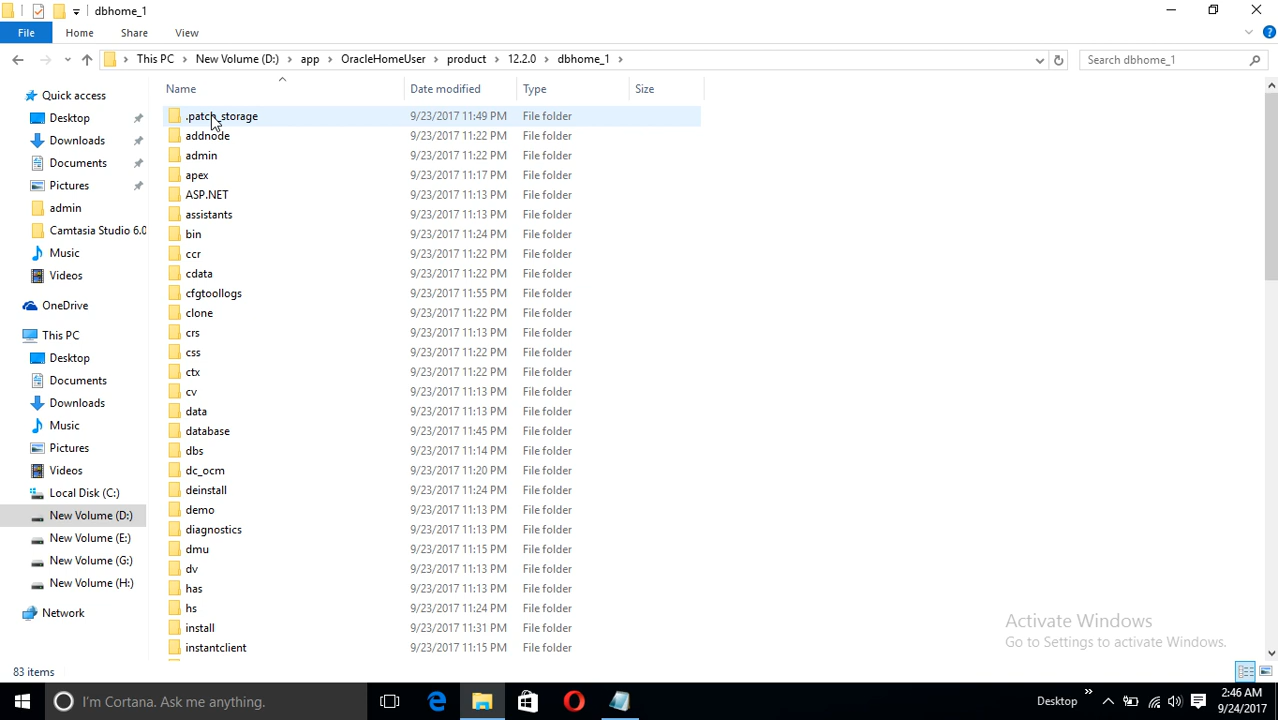 dbhome_1
File Home Share View
This PC New Volume (D:) app OracleHomeUser product 12.2.0 dbhome_1 Search dbhome_1
Name Date modified Type Size
Quick access
Desktop
Downloads
Documents
Pictures
admin
Camtasia Studio 6.0
Music
Videos
OneDrive
This PC
Desktop
Documents
Downloads
Music
Pictures
Videos
Local Disk (C:)
New Volume (D:)
New Volume (E:)
New Volume (G:)
New Volume (H:)
Network
.patch_storage 9/23/2017 11:49 PM File folder
addnode 9/23/2017 11:22 PM File folder
admin 9/23/2017 11:22 PM File folder
apex 9/23/2017 11:17 PM File folder
ASP.NET 9/23/2017 11:13 PM File folder
assistants 9/23/2017 11:13 PM File folder
bin 9/23/2017 11:24 PM File folder
ccr 9/23/2017 11:22 PM File folder
cdata 9/23/2017 11:22 PM File folder
cfgtoollogs 9/23/2017 11:55 PM File folder
clone 9/23/2017 11:22 PM File folder
crs 9/23/2017 11:13 PM File folder
css 9/23/2017 11:22 PM File folder
ctx 9/23/2017 11:22 PM File folder
cv 9/23/2017 11:13 PM File folder
data 9/23/2017 11:13 PM File folder
database 9/23/2017 11:45 PM File folder
dbs 9/23/2017 11:14 PM File folder
dc_ocm 9/23/2017 11:20 PM File folder
deinstall 9/23/2017 11:24 PM File folder
demo 9/23/2017 11:13 PM File folder
diagnostics 9/23/2017 11:13 PM File folder
dmu 9/23/2017 11:15 PM File folder
dv 9/23/2017 11:13 PM File folder
has 9/23/2017 11:13 PM File folder
hs 9/23/2017 11:24 PM File folder
install 9/23/2017 11:31 PM File folder
instantclient 9/23/2017 11:15 PM File folder
Activate Windows
Go to Settings to activate Windows.
83 items
I'm Cortana. Ask me anything.
Desktop
2:46 AM
9/24/2017